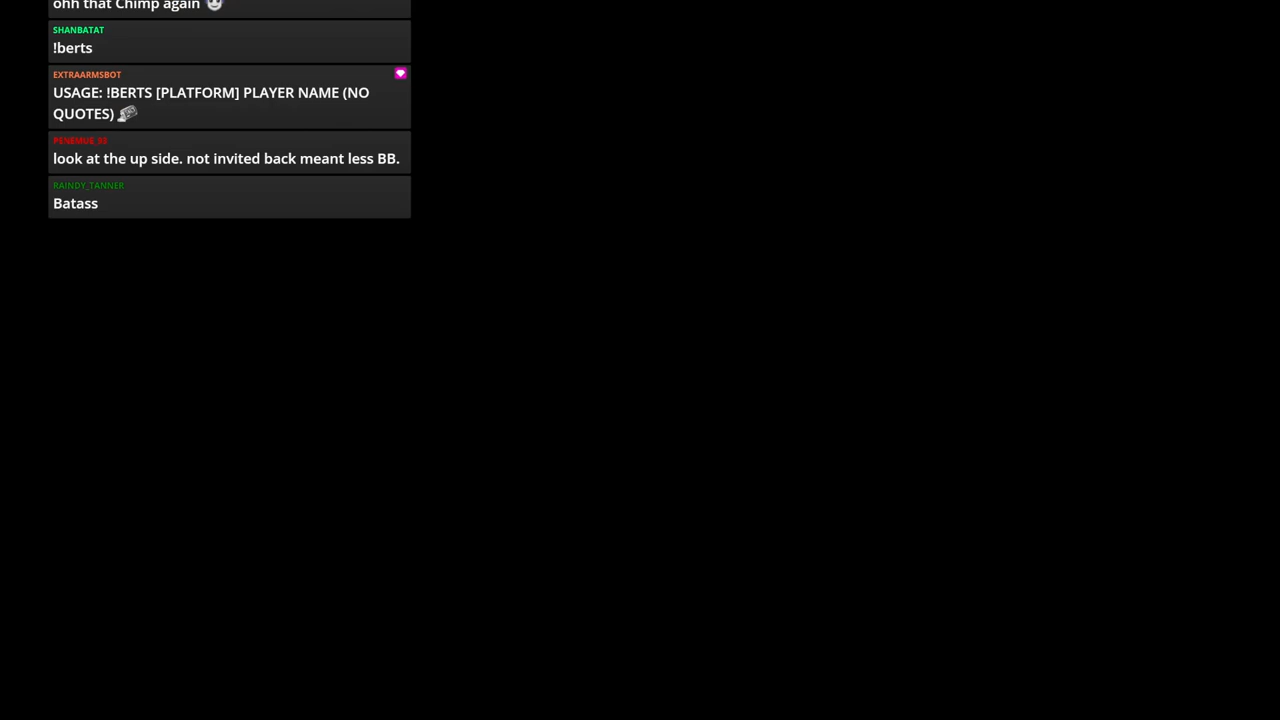 ohh that Chimp again
SHANBATAT
!berts
EXTRAARMSBOT
USAGE: !BERTS [PLATFORM] PLAYER NAME (NO
QUOTES)
look at the up side. not invited back meant less BB.
RAINDY_TANNER
Batass